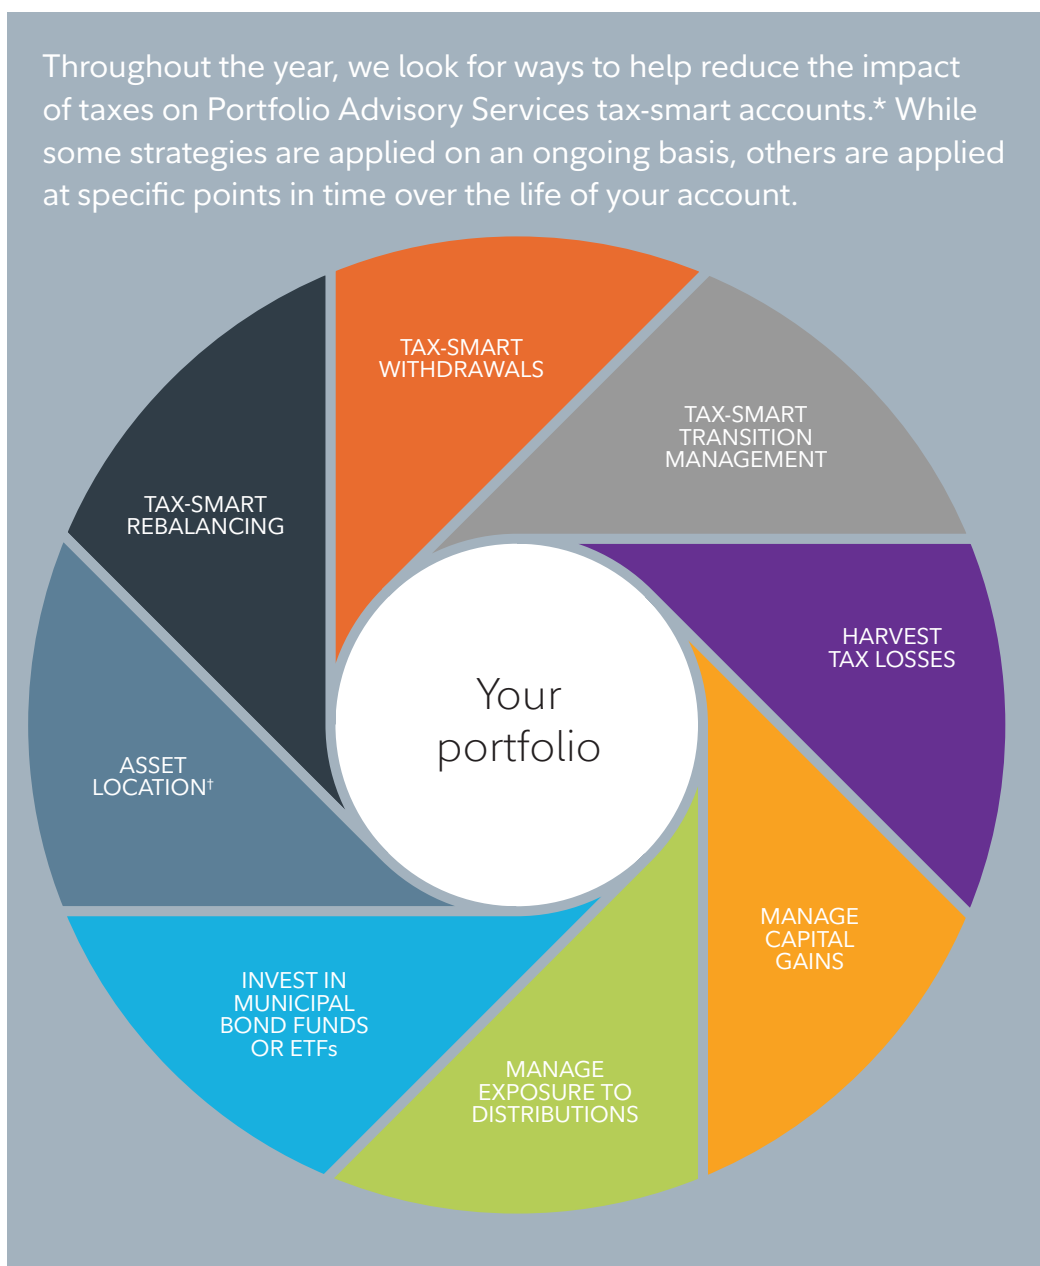 Throughout the year, we look for ways to help reduce the impact
of taxes on Portfolio Advisory Services tax-smart accounts.* While
some strategies are applied on an ongoing basis, others are applied
at specific points in time over the life of your account.
TAX-SMART
WITHDRAWALS
TAX-SMART
TRANSITION
MANAGEMENT
HARVEST
TAX LOSSES
MANAGE
CAPITAL
GAINS
MANAGE
EXPOSURE TO
DISTRIBUTIONS
INVEST IN
MUNICIPAL
BOND FUNDS
OR ETFs
ASSET
LOCATION†
TAX-SMART
REBALANCING
Your
portfolio